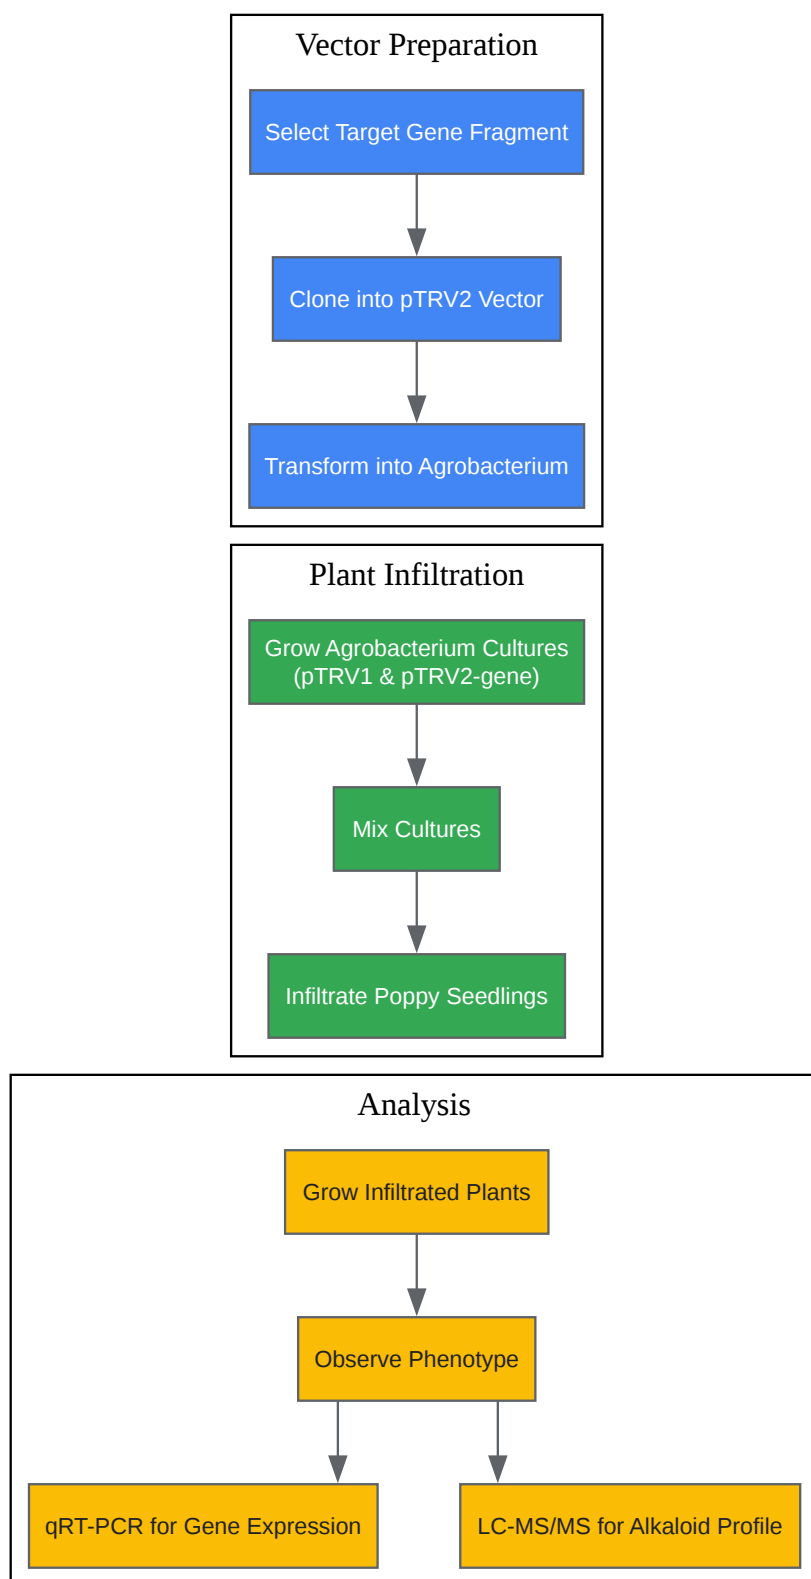 Vector Preparation
Select Target Gene Fragment
Clone into pTRV2 Vector
Transform into Agrobacterium
Plant Infiltration
Grow Agrobacterium Cultures
(pTRV1 & pTRV2-gene)
Mix Cultures
Infiltrate Poppy Seedlings
Analysis
Grow Infiltrated Plants
Observe Phenotype
qRT-PCR for Gene Expression
LC-MS/MS for Alkaloid Profile